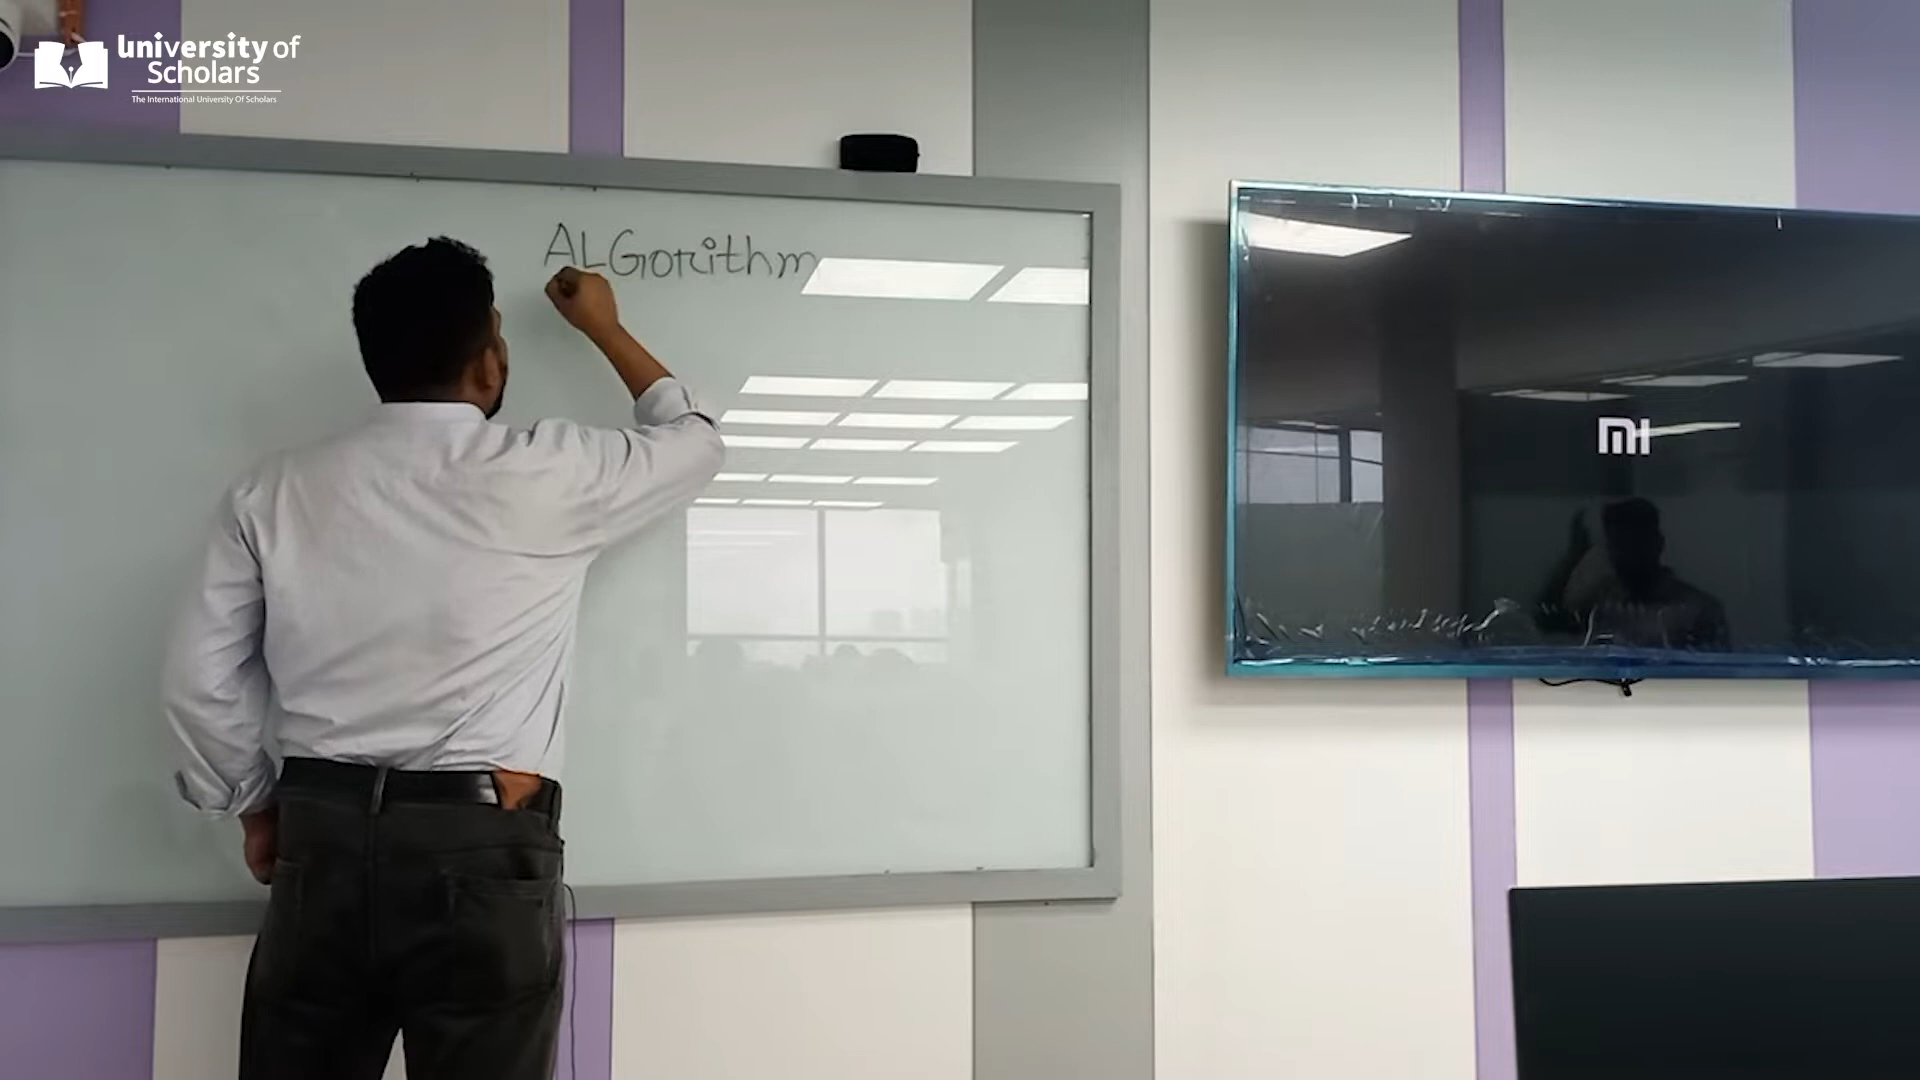 University of
Scholars
The International University Of Scholars
ALGorithm
mi